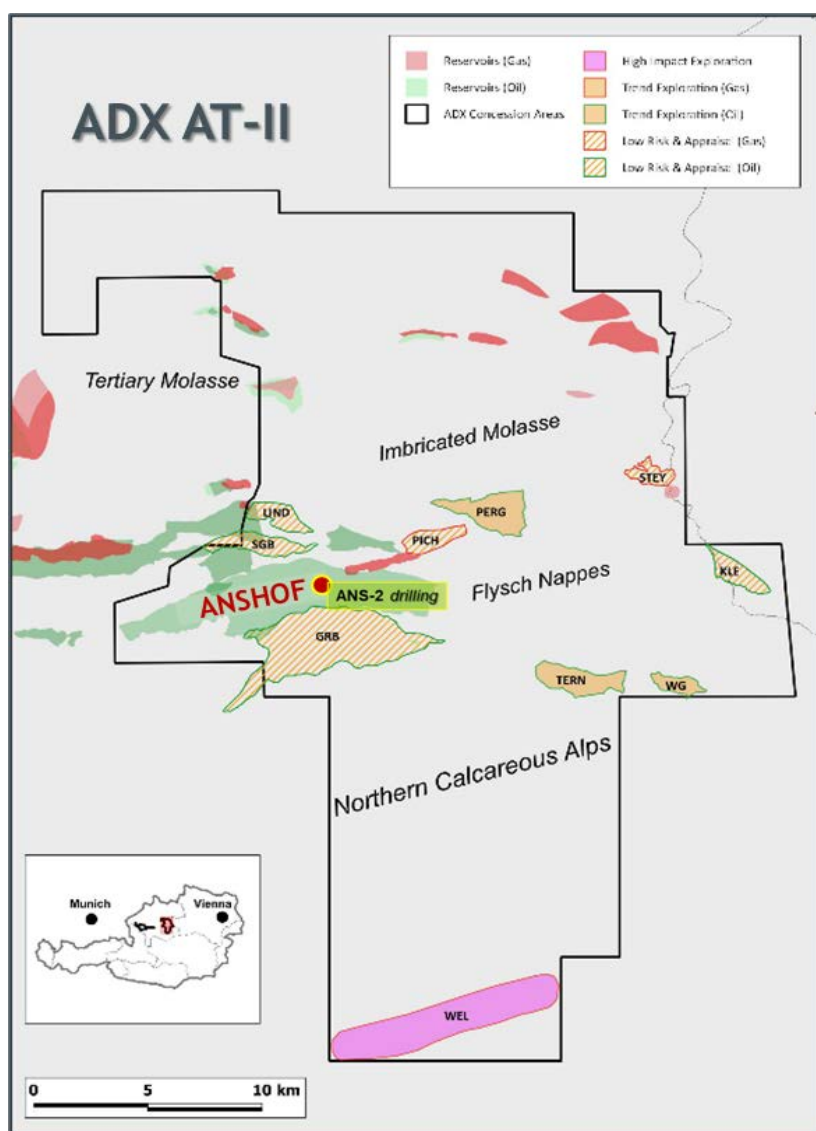 ADX AT-II
Reservoirs (Gas)
Reservoirs (Oil)
ADX Concession Areas
High Impact Exploration
Trend Exploration (Gas)
Trend Exploration (Oil)
Low Risk & Appraisal (Gas)
Low Risk & Appraisal (Oil)
Tertiary Molasse
Imbricated Molasse
STEY
LIND
PERG
SGB
PICH
KLE
Flysch Nappes
ANSHOF
ANS-2 drilling
GRB
TERN
WG
Northern Calcareous Alps
Munich
Vienna
WEL
0 5 10 km